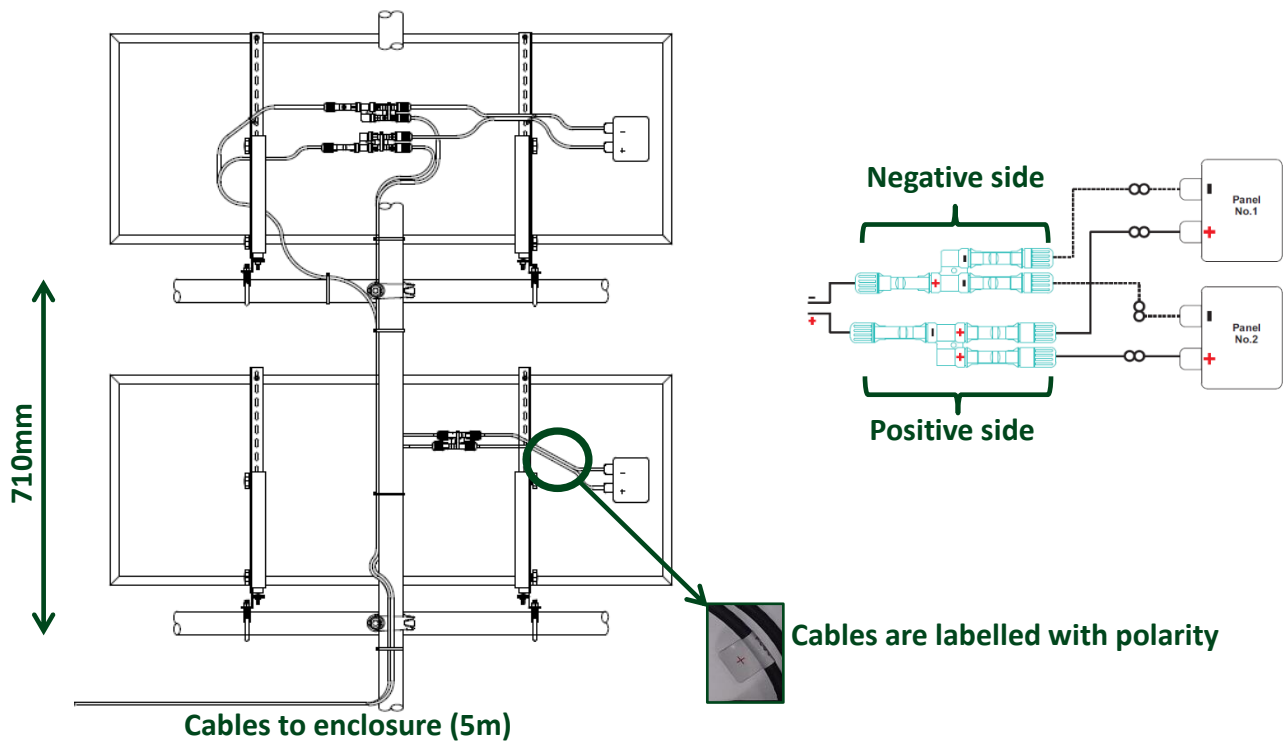 -
+
Negative side
-
Panel
No.1
+
-
+
-
-
+
-
+
+
-
Panel
No.2
+
Positive side
710mm
-
+
+
Cables are labelled with polarity
Cables to enclosure (5m)